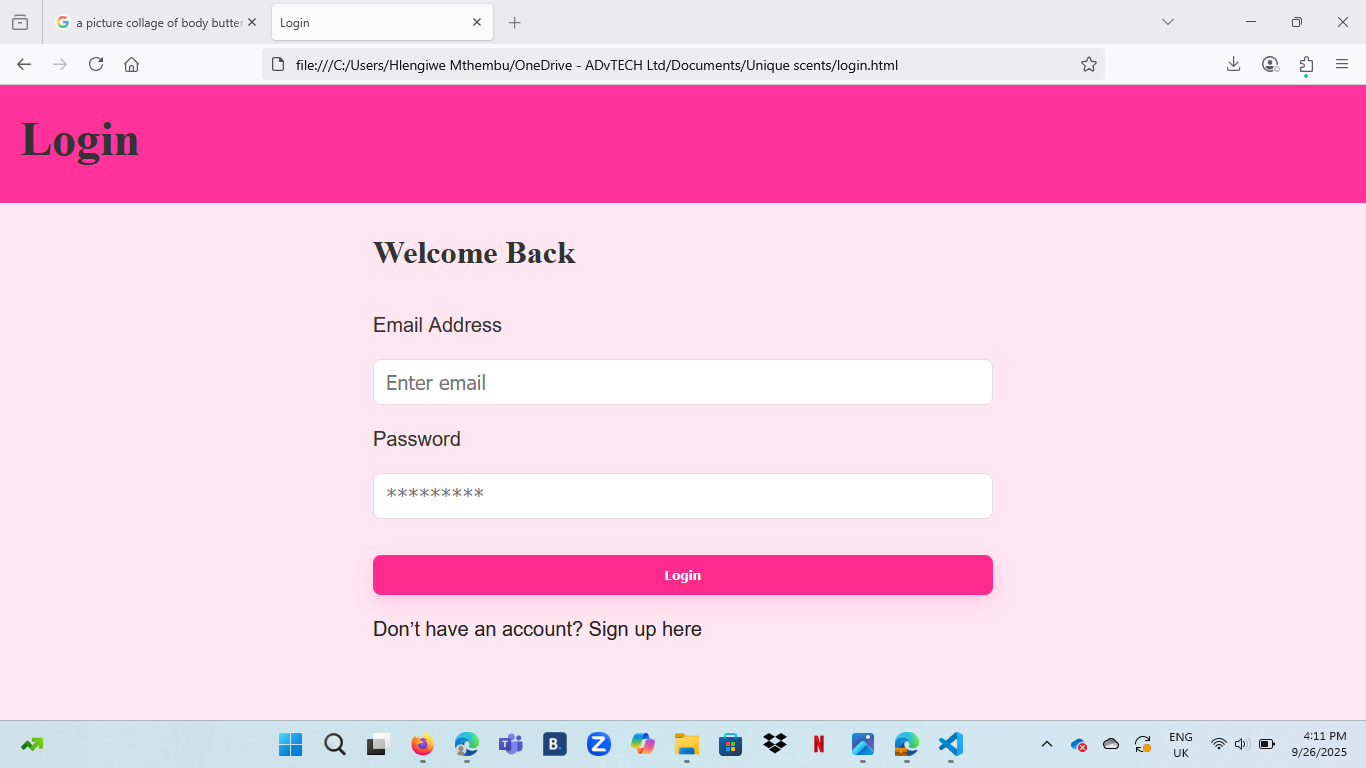 a picture collage of body butter
Login
file:///C:/Users/Hlengiwe Mthembu/OneDrive - ADvTECH Ltd/Documents/Unique scents/login.html
Login
Welcome Back
Email Address
Enter email
Password
*********
Login
Don’t have an account? Sign up here
B.
Z
N
ENG
UK
4:11 PM
9/26/2025